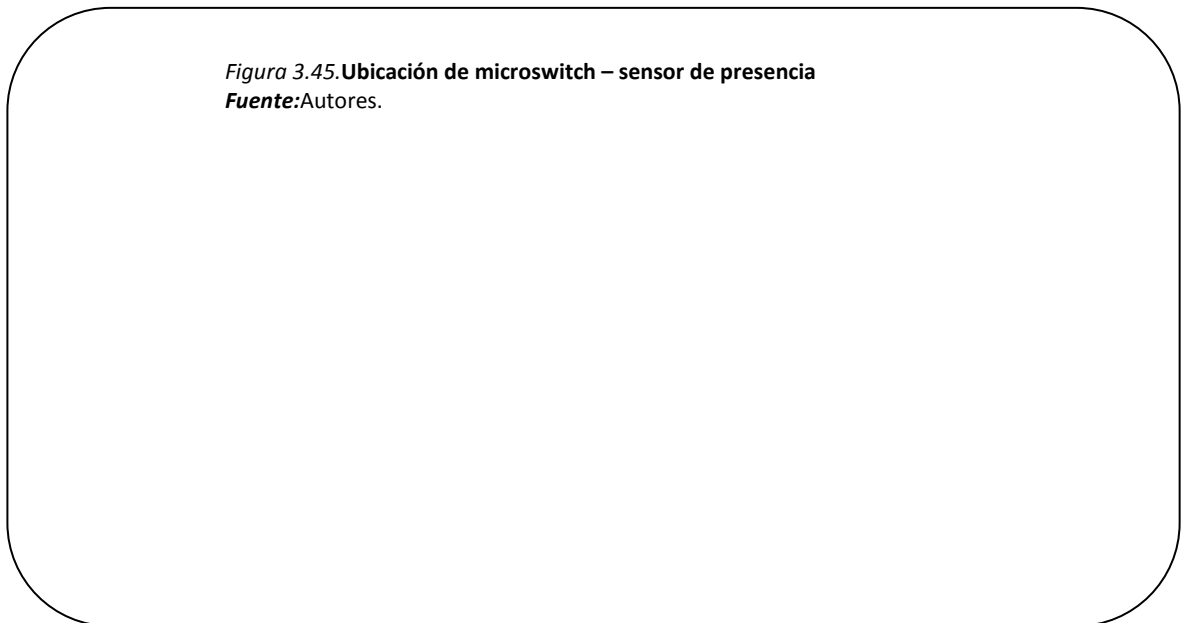 Figura 3.45.Ubicación de microswitch – sensor de presencia
Fuente:Autores.